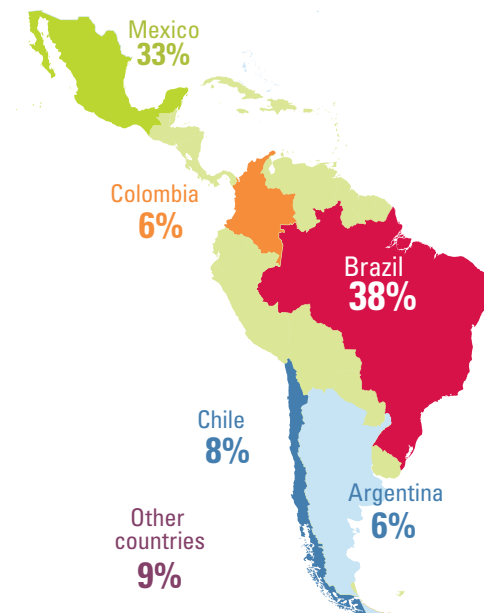 Mexico
33%
Colombia
6%
Brazil
38%
Chile
8%
Argentina
6%
Other
countries
9%